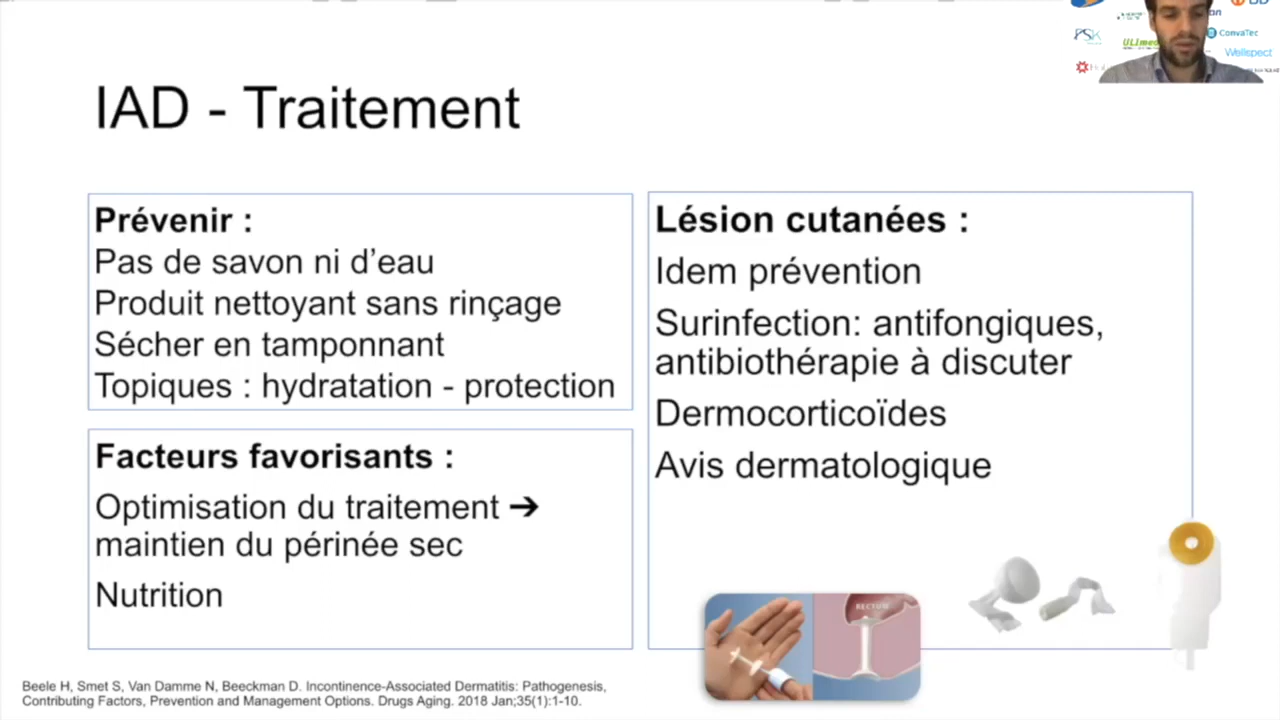 IAD - Traitement
Prévenir :
Pas de savon ni d’eau
Produit nettoyant sans rinçage
Sécher en tamponnant
Topiques : hydratation - protection
Facteurs favorisants :
Optimisation du traitement ➔
maintien du périnée sec
Nutrition
Lésion cutanées :
Idem prévention
Surinfection: antifongiques,
antibiothérapie à discuter
Dermocorticoïdes
Avis dermatologique
RECTUM
Beele H, Smet S, Van Damme N, Beeckman D. Incontinence-Associated Dermatitis: Pathogenesis,
Contributing Factors, Prevention and Management Options. Drugs Aging. 2018 Jan;35(1):1-10.
BD
PSK
ConvaTec
Wellspect